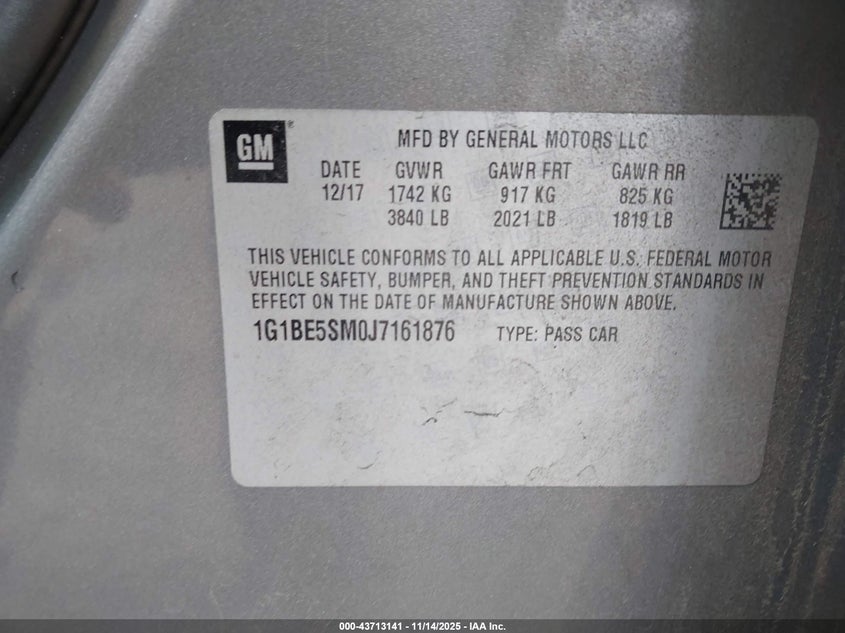 GM ®
MFD BY GENERAL MOTORS LLC
DATE GVWR GAWR FRT GAWR RR
12/17 1742 KG 917 KG 825 KG
3840 LB 2021 LB 1819 LB
THIS VEHICLE CONFORMS TO ALL APPLICABLE U.S. FEDERAL MOTOR
VEHICLE SAFETY, BUMPER, AND THEFT PREVENTION STANDARDS IN
EFFECT ON THE DATE OF MANUFACTURE SHOWN ABOVE.
1G1BE5SM0J7161876 TYPE: PASS CAR
000-43713141 - 11/14/2025 - IAA Inc.